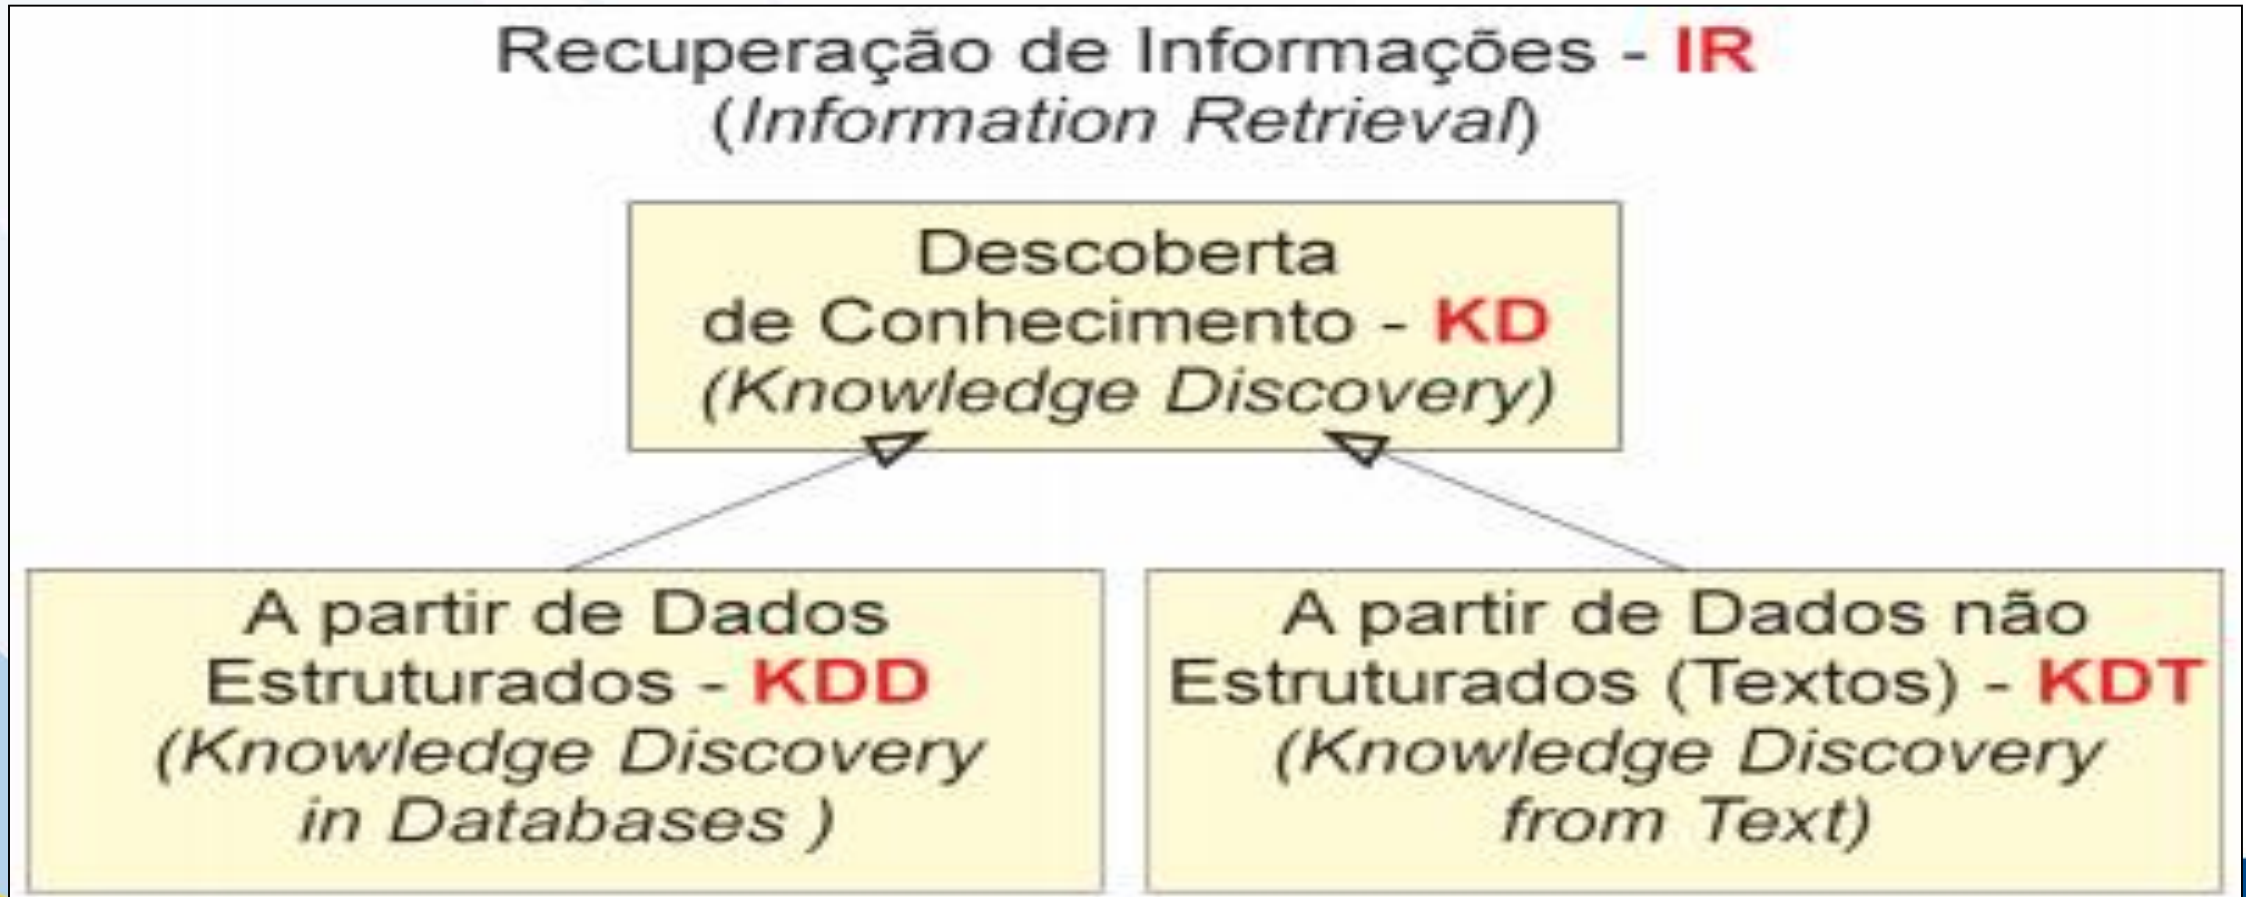 Recuperação de Informações - IR
(Information Retrieval)
Descoberta
de Conhecimento - KD
(Knowledge Discovery)
A partir de Dados
Estruturados - KDD
(Knowledge Discovery
in Databases )
A partir de Dados não
Estruturados (Textos) - KDT
(Knowledge Discovery
from Text)